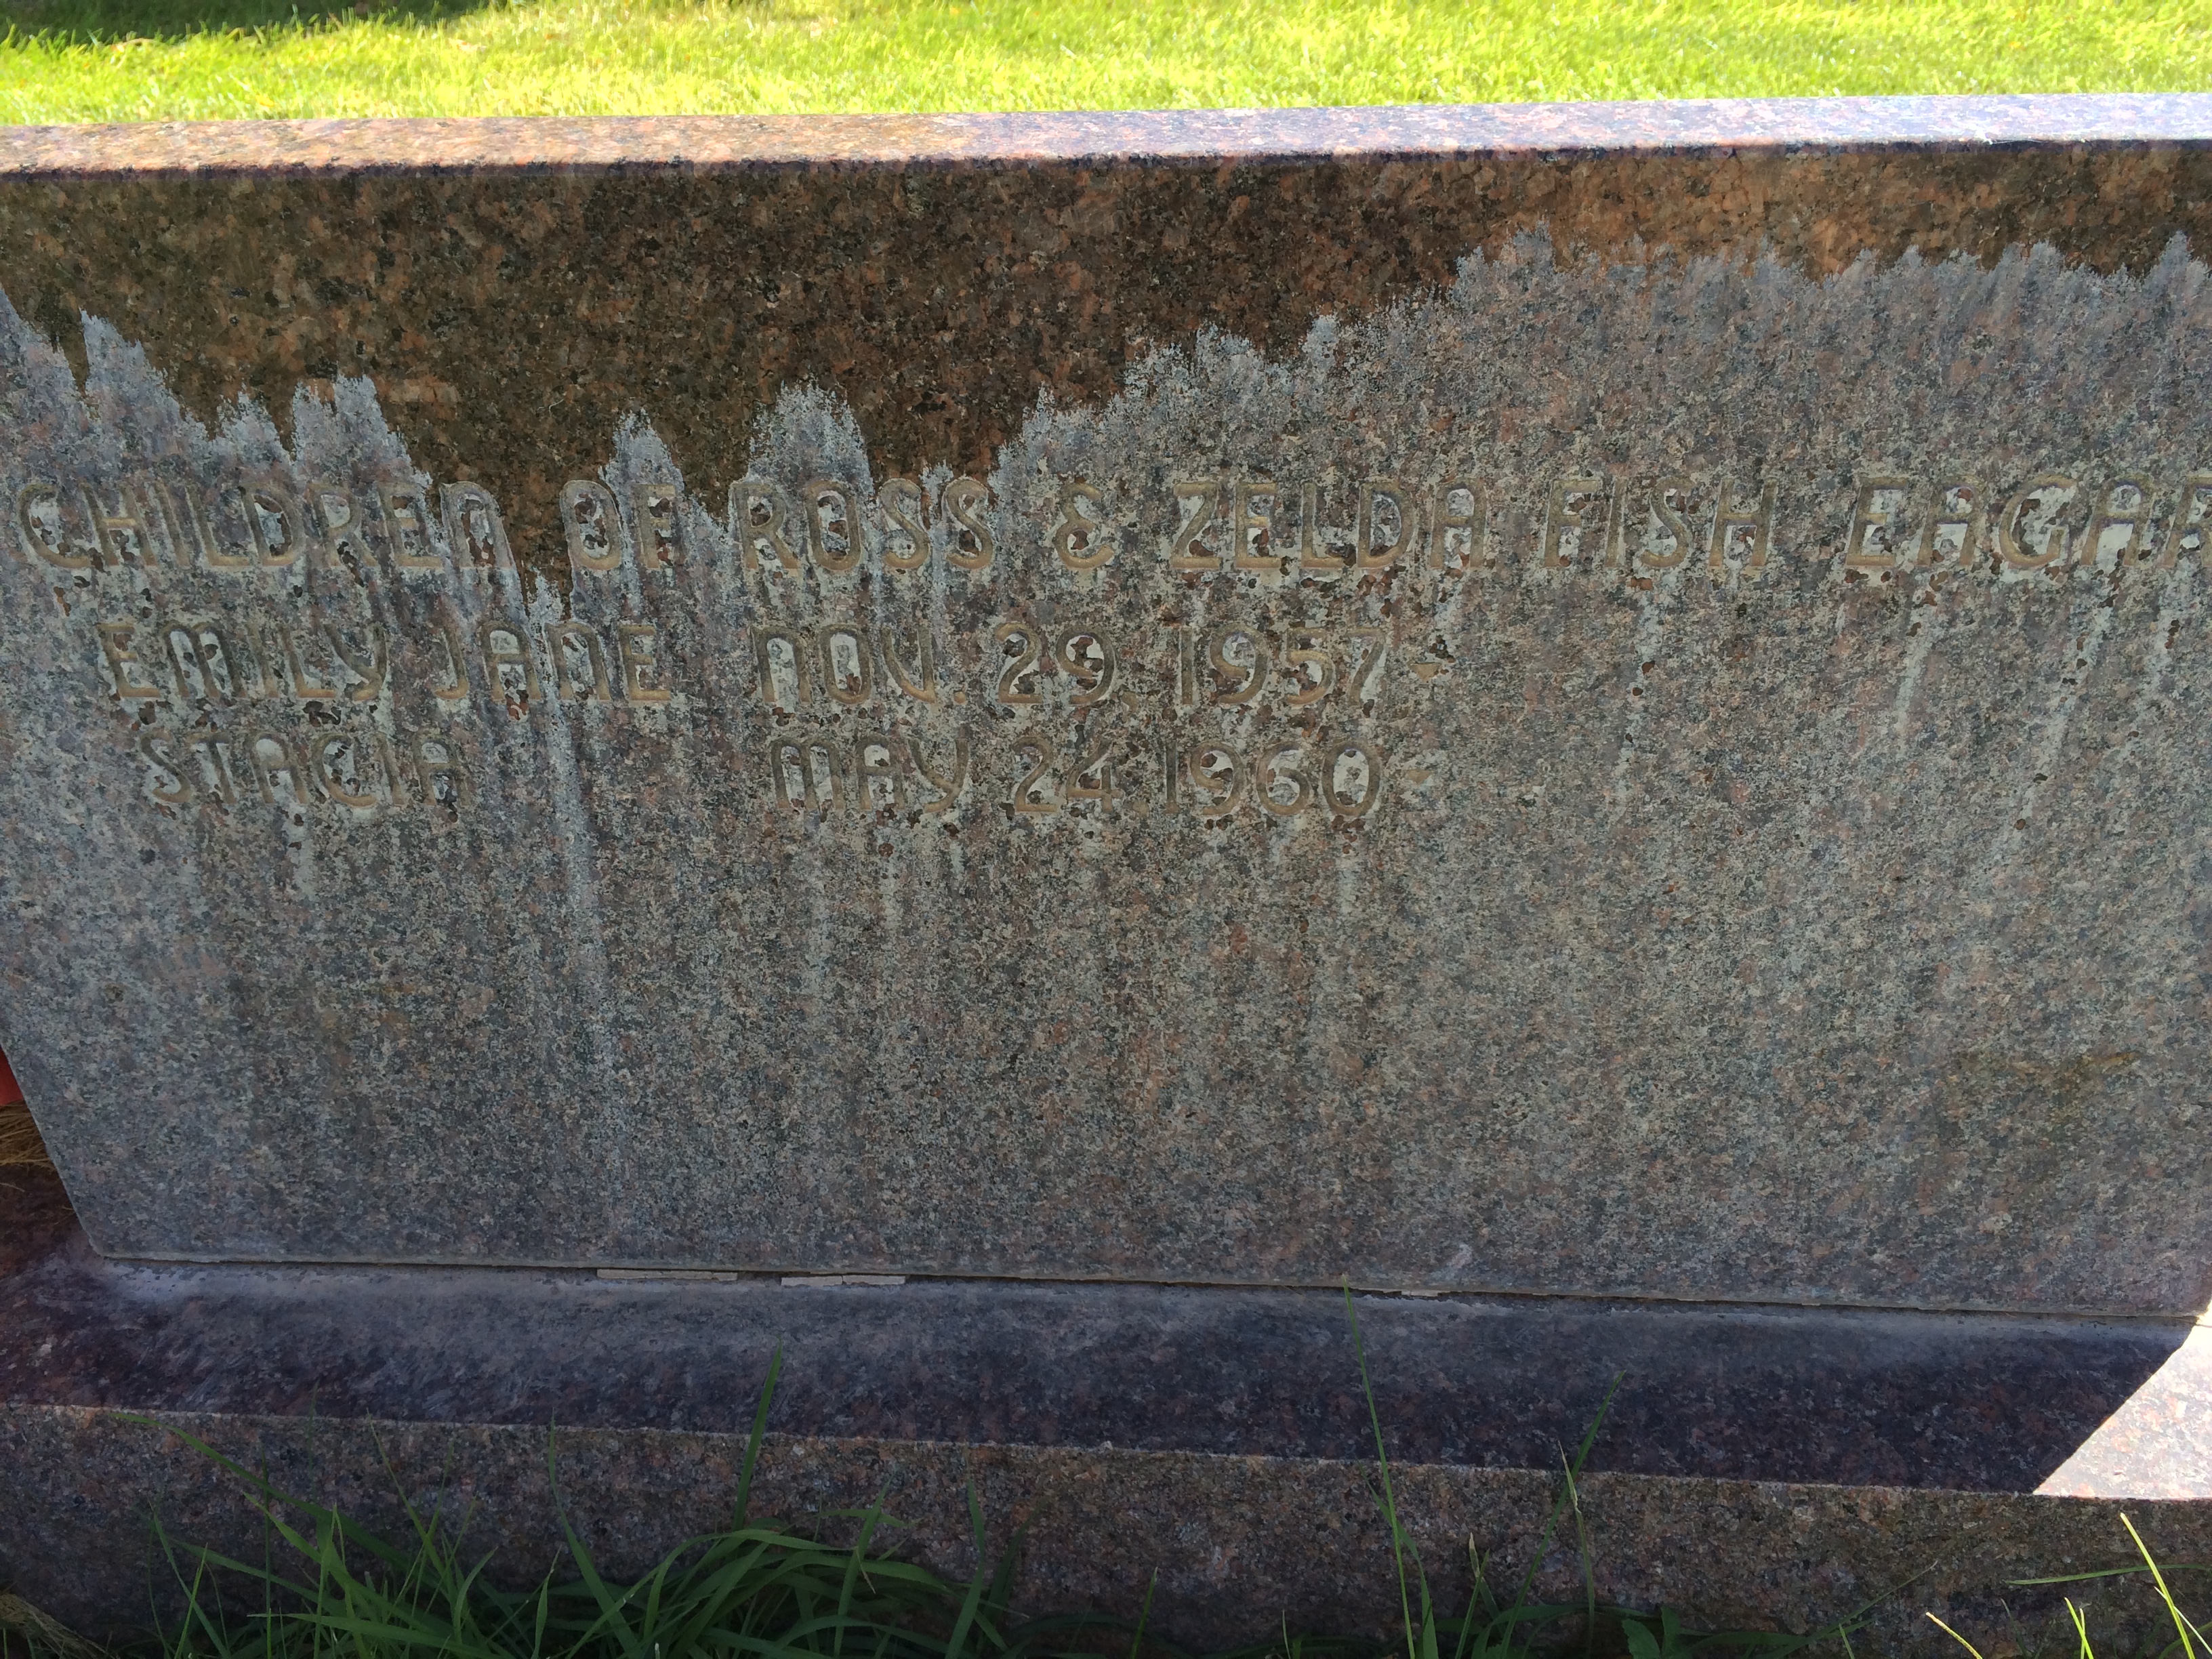 CHILDREN OF ROSS & ZELDA FISH EAGAR
EMILY JANE NOV. 29, 1957-
STACIA MAY 24, 1960-